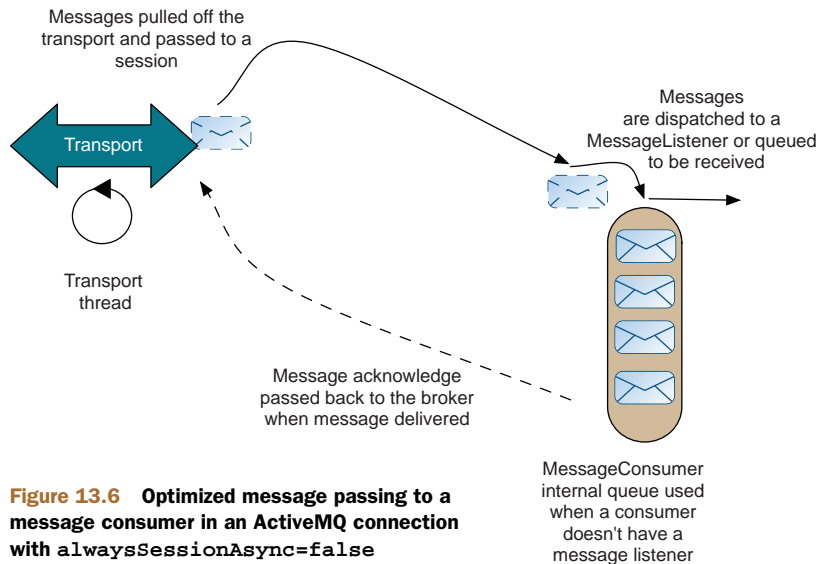 Messages pulled off the
transport and passed to a
session
Transport
Transport
thread
Messages
are dispatched to a
MessageListener or queued
to be received
Message acknowledge
passed back to the broker
when message delivered
MessageConsumer
internal queue used
when a consumer
doesn't have a
message listener
Figure 13.6 Optimized message passing to a
message consumer in an ActiveMQ connection
with alwaysSessionAsync=false